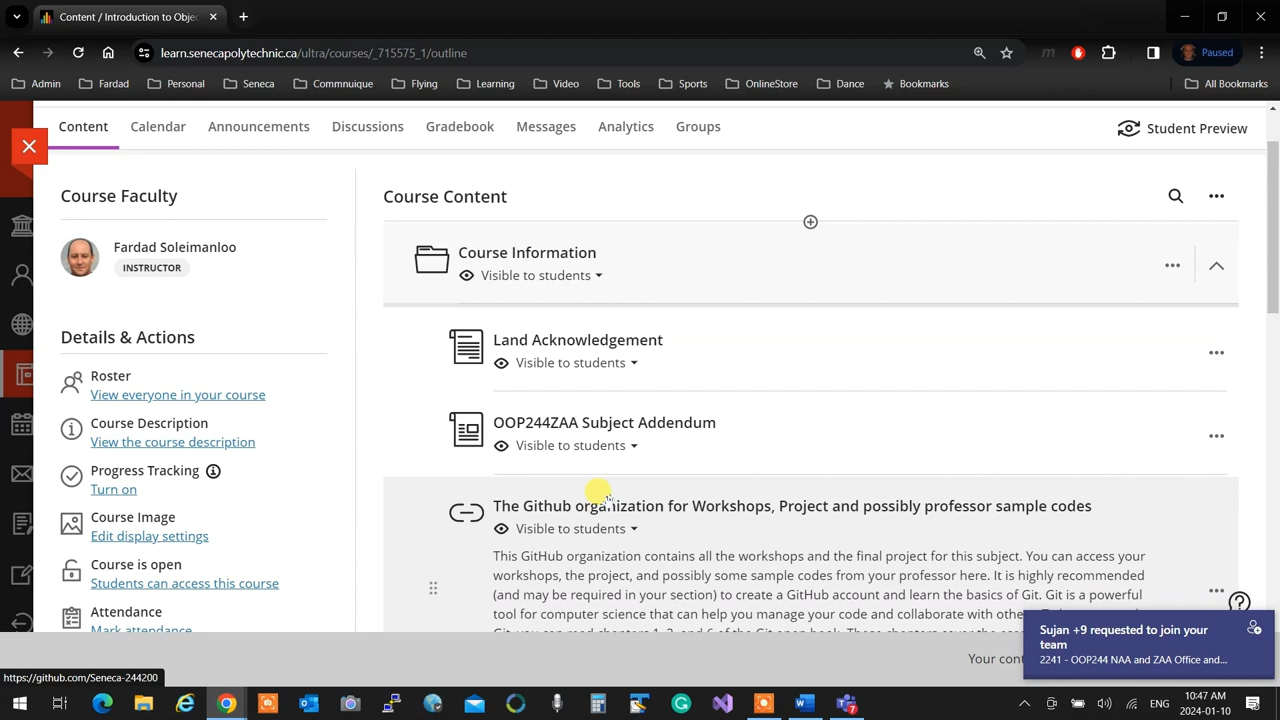 Content / Introduction to Obje
learn.senecapolytechnic.ca/ultra/courses/_715575_1/outline
Paused
Admin
Fardad
Personal
Seneca
Commnuique
Flying
Learning
Video
Tools
Sports
OnlineStore
Dance
Bookmarks
All Bookmarks
Content
Calendar
Announcements
Discussions
Gradebook
Messages
Analytics
Groups
Student Preview
Course Faculty
Fardad Soleimanloo
INSTRUCTOR
Details & Actions
Roster
View everyone in your course
Course Description
View the course description
Progress Tracking
Turn on
Course Image
Edit display settings
Course is open
Students can access this course
Attendance
Mark attendance
Course Content
Course Information
Visible to students
Land Acknowledgement
Visible to students
OOP244ZAA Subject Addendum
Visible to students
The Github organization for Workshops, Project and possibly professor sample codes
Visible to students
This GitHub organization contains all the workshops and the final project for this subject. You can access your
workshops, the project, and possibly some sample codes from your professor here. It is highly recommended
(and may be required in your section) to create a GitHub account and learn the basics of Git. Git is a powerful
tool for computer science that can help you manage your code and collaborate with othe
Your con
Sujan +9 requested to join your
team
2241 - OOP244 NAA and ZAA Office and...
https://github.com/Seneca-244200
ENG
10:47 AM
2024-01-10